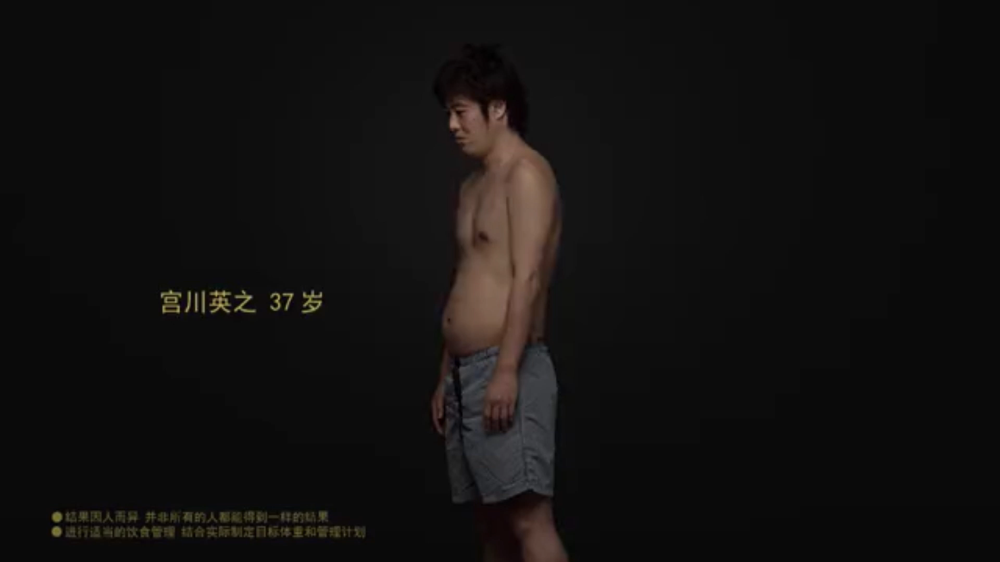 宫川英之 37岁
●结果因人而异 并非所有的人都能得到一样的结果
●进行适当的饮食管理 结合实际制定目标体重和管理计划